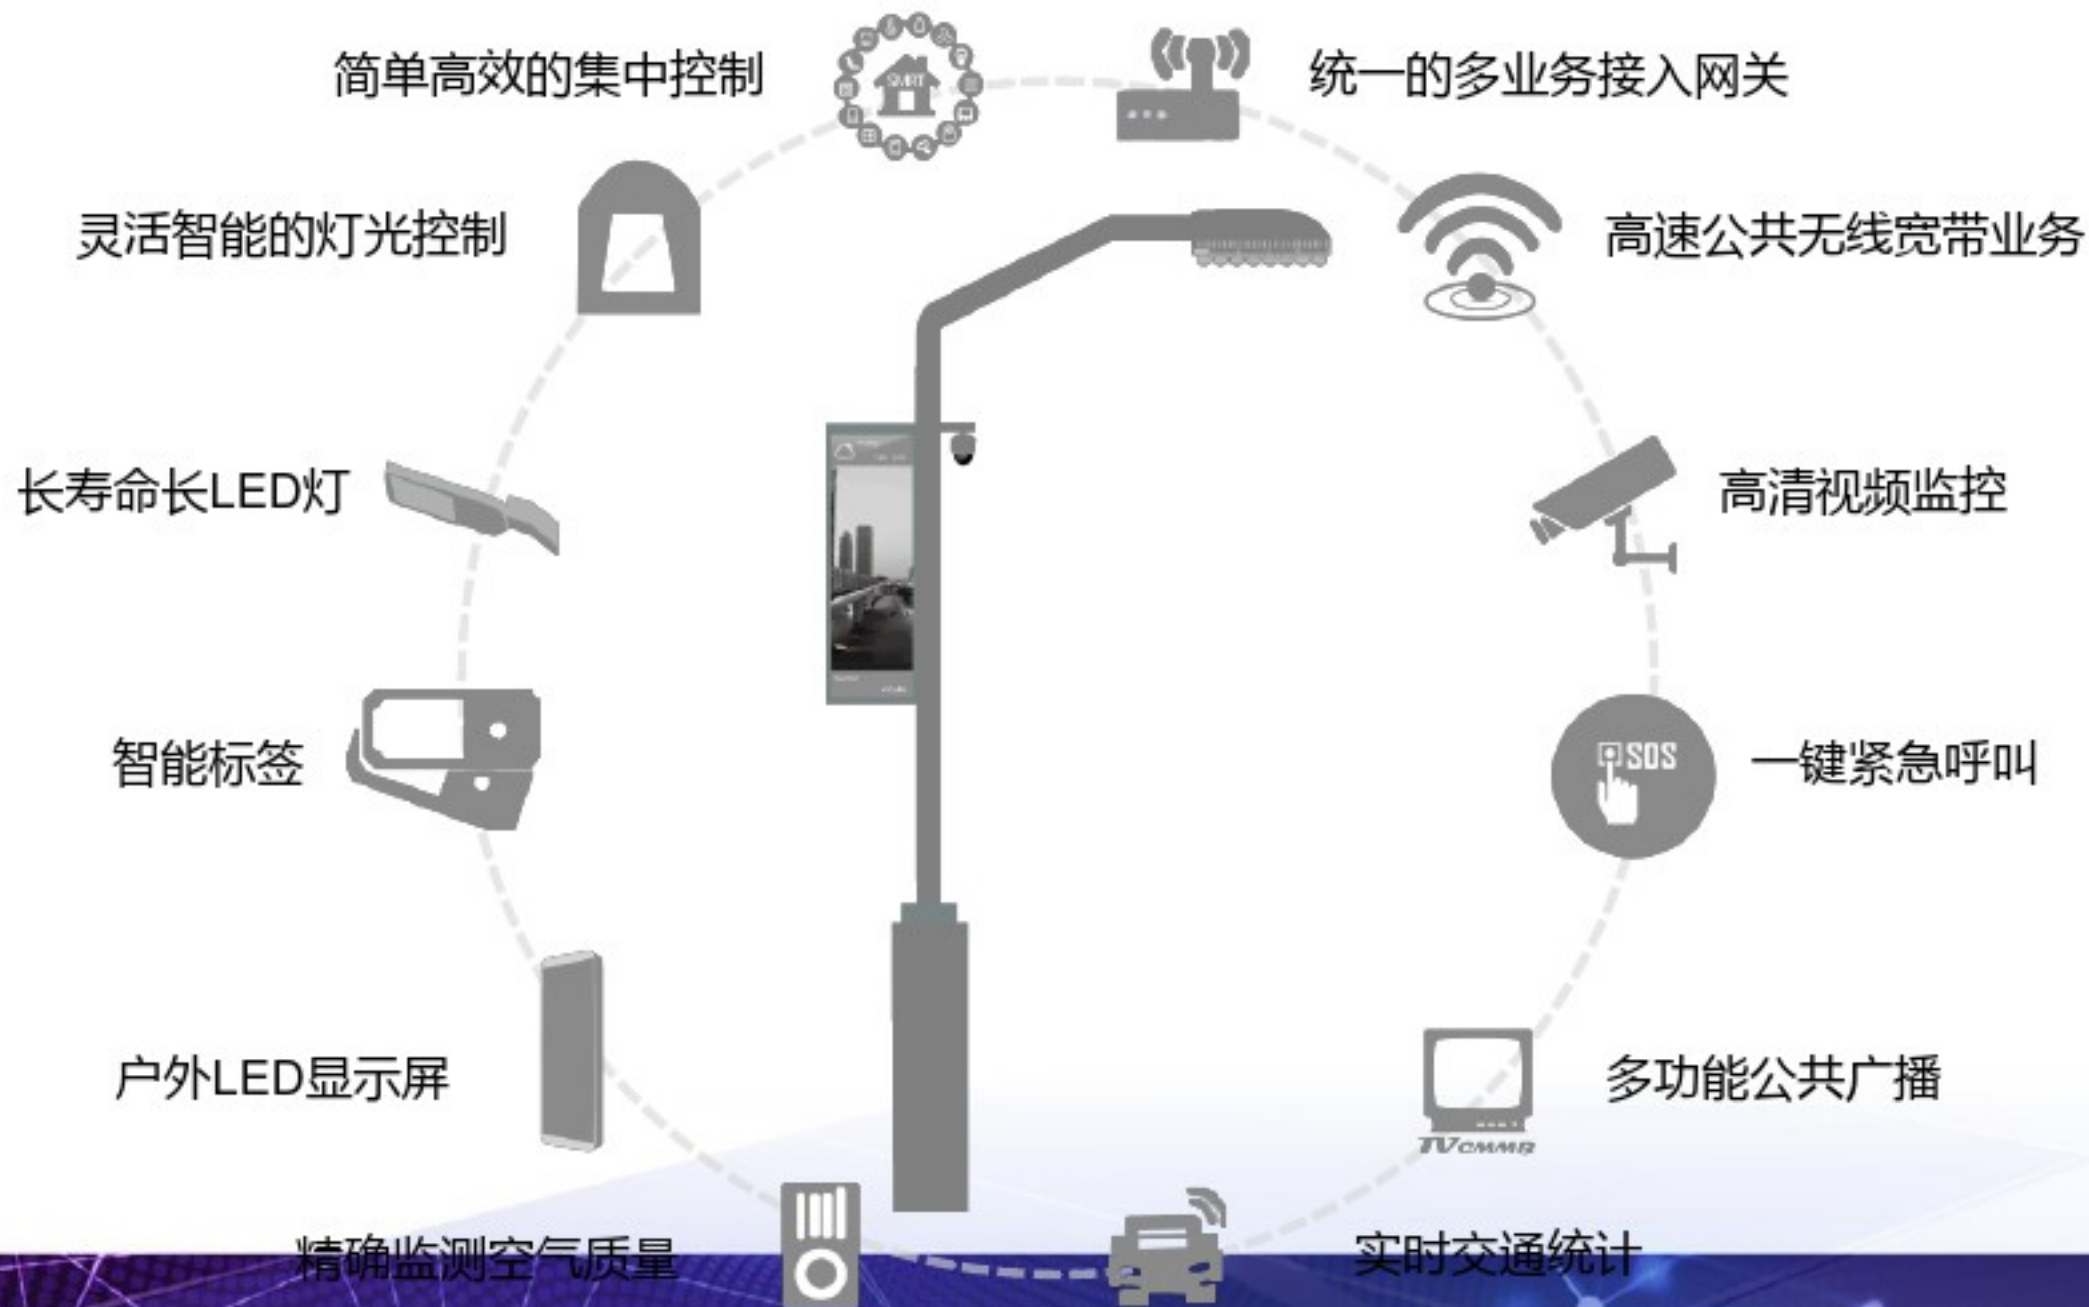 简单高效的集中控制
SMRT
统一的多业务接入网关
灵活智能的灯光控制
高速公共无线宽带业务
长寿命长LED灯
高清视频监控
智能标签
SOS
一键紧急呼叫
户外LED显示屏
多功能公共广播
TVCMMB
精确监测空气质量
实时交通统计